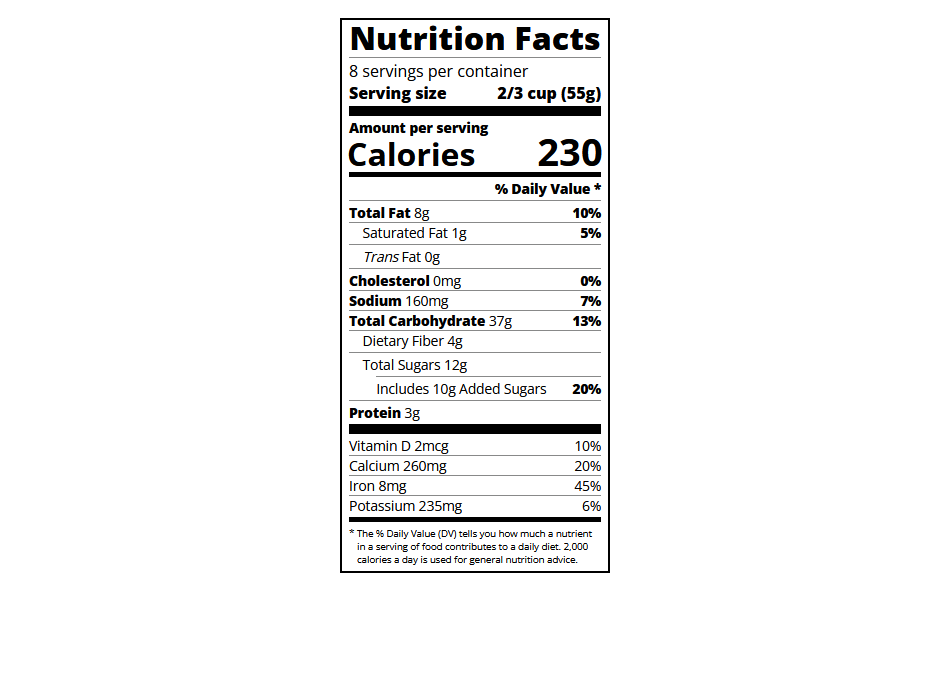 Nutrition Facts
8 servings per container
Serving size 2/3 cup (55g)
Amount per serving
Calories 230
% Daily Value *
Total Fat 8g 10%
Saturated Fat 1g 5%
Trans Fat 0g
Cholesterol 0mg 0%
Sodium 160mg 7%
Total Carbohydrate 37g 13%
Dietary Fiber 4g
Total Sugars 12g
Includes 10g Added Sugars 20%
Protein 3g
Vitamin D 2mcg 10%
Calcium 260mg 20%
Iron 8mg 45%
Potassium 235mg 6%
* The % Daily Value (DV) tells you how much a nutrient
in a serving of food contributes to a daily diet. 2,000
calories a day is used for general nutrition advice.